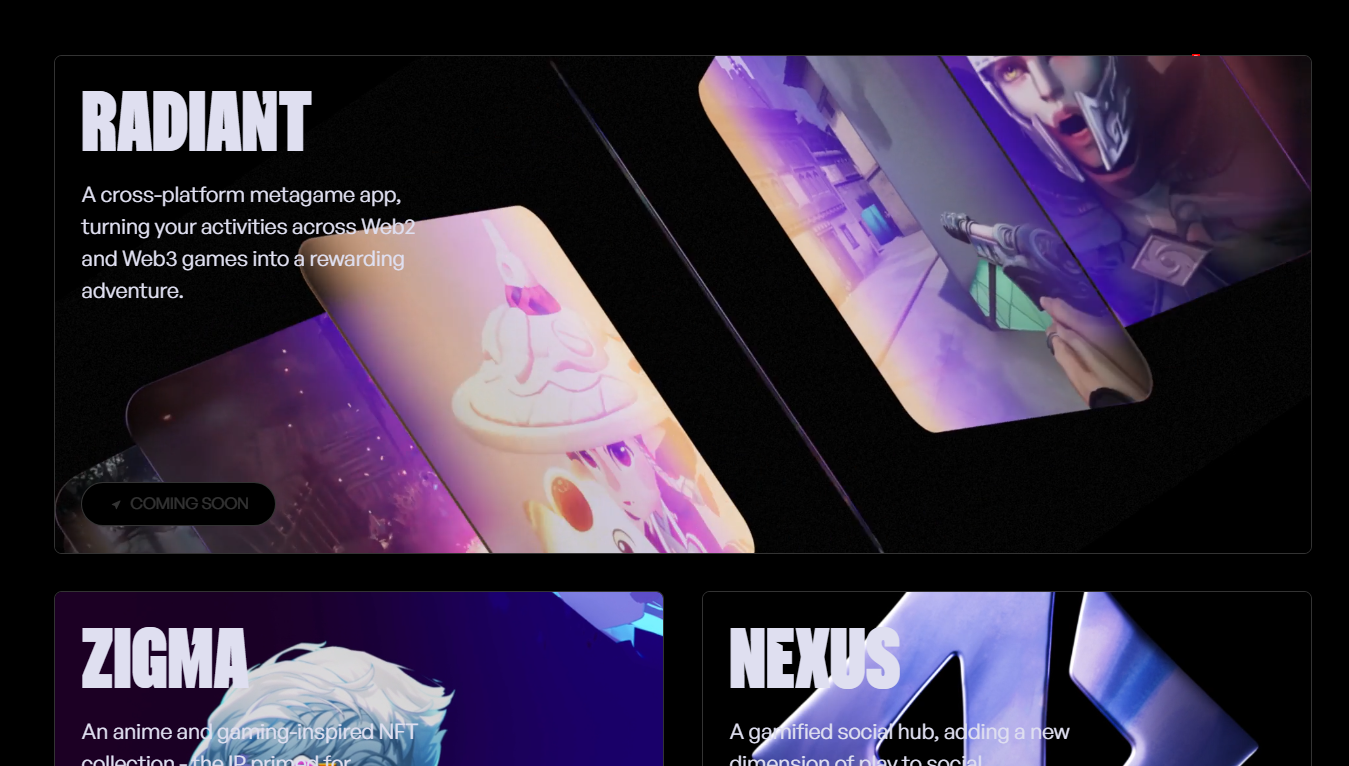 RADIANT
A cross-platform metagame app,
turning your activities across Web2
and Web3 games into a rewarding
adventure.
COMING SOON
ZIGMA
An anime and gaming-inspired NFT
collection - the IP primed for
NEXUS
A gamified social hub, adding a new
dimension of play to social